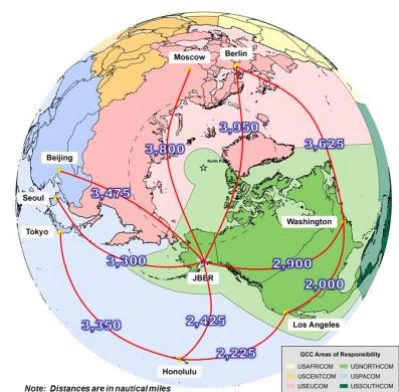 Moscow
Berlin
3,950
3,800
3,625
Beijing
North Pole
3,475
Seoul
Tokyo
Washington
3,300
2,900
JBER
2,000
3,350
2,425
Los Angeles
2,225
Honolulu
GCC Areas of Responsibility
USAFRICOM
USNORTHCOM
USCENTCOM
USPACOM
USEUCOM
USSOUTHCOM
Note: Distances are in nautical miles